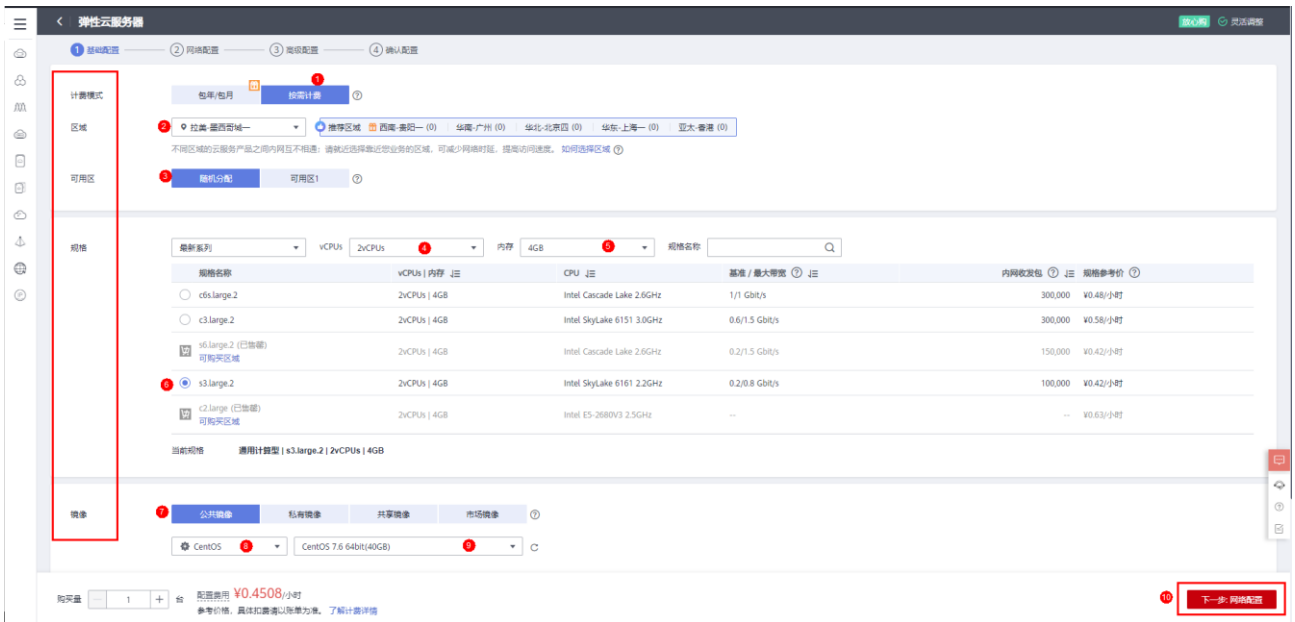 弹性云服务器
放心购 灵活调整
1 基础配置 2 网络配置 3 高级配置 4 确认配置
计费模式 包年/包月 按需计费 1
区域 2 拉美-墨西哥城一 推荐区域 西南-贵阳一 (0) 华南-广州 (0) 华北-北京四 (0) 华东-上海一 (0) 亚太-香港 (0)
不同区域的云服务产品之间内网互不相通；请就近选择靠近您业务的区域，可减少网络时延，提高访问速度。 如何选择区域
可用区 3 随机分配 可用区1
规格 最新系列 vCPUs 2vCPUs 4 内存 4GB 5 规格名称
规格名称 vCPUs | 内存 CPU 基准 / 最大带宽 内网收发包 规格参考价
c6s.large.2 2vCPUs | 4GB Intel Cascade Lake 2.6GHz 1/1 Gbit/s 300,000 ¥0.48/小时
c3.large.2 2vCPUs | 4GB Intel SkyLake 6151 3.0GHz 0.6/1.5 Gbit/s 300,000 ¥0.58/小时
s6.large.2 (已售罄) 2vCPUs | 4GB Intel Cascade Lake 2.6GHz 0.2/1.5 Gbit/s 150,000 ¥0.42/小时
可购买区域
6 s3.large.2 2vCPUs | 4GB Intel SkyLake 6161 2.2GHz 0.2/0.8 Gbit/s 100,000 ¥0.42/小时
c2.large (已售罄) 2vCPUs | 4GB Intel E5-2680V3 2.5GHz -- -- ¥0.63/小时
可购买区域
当前规格 通用计算型 | s3.large.2 | 2vCPUs | 4GB
镜像 7 公共镜像 私有镜像 共享镜像 市场镜像
CentOS 8 CentOS 7.6 64bit(40GB) 9
购买量 1 台 配置费用 ¥0.4508/小时 10 下一步: 网络配置
参考价格，具体扣费请以账单为准。 了解计费详情